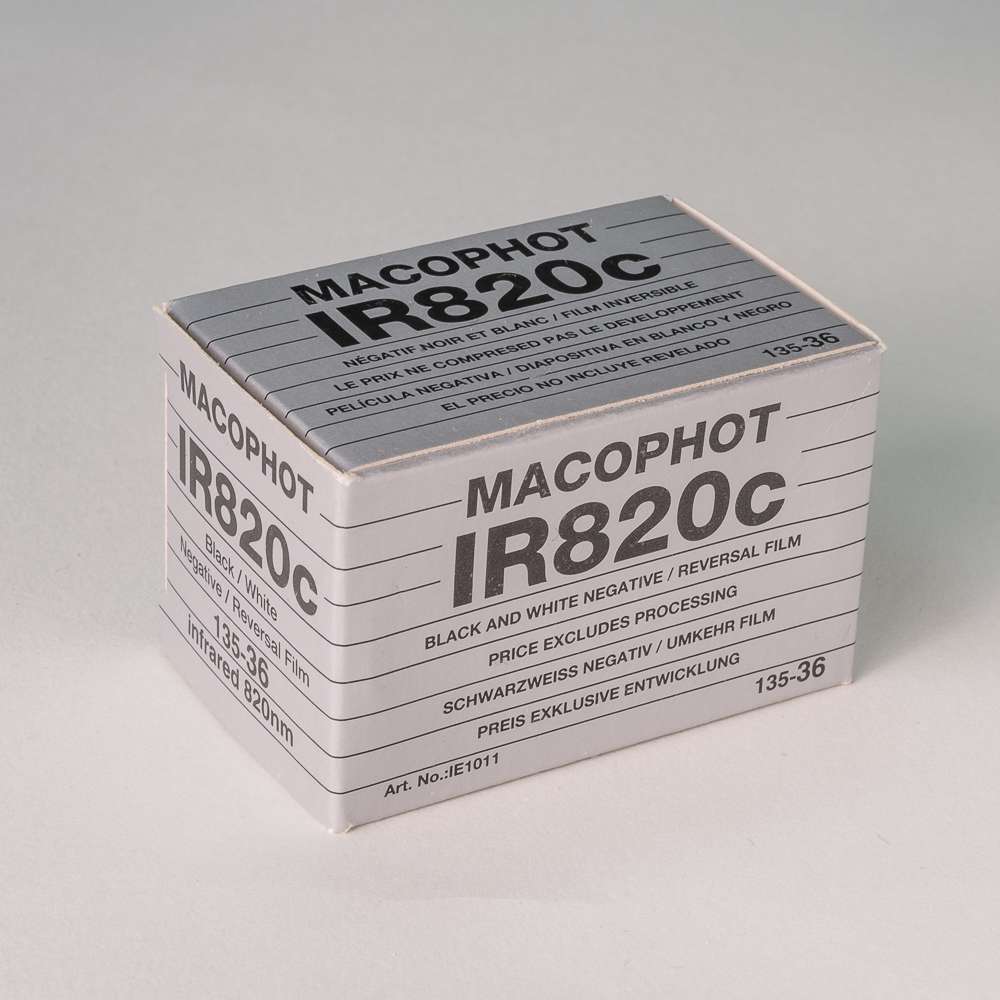 MACOPHOT
IR820c
NÉGATIF NOIR ET BLANC / FILM INVERSIBLE
LE PRIX NE COMPRESED PAS LE DEVELOPPEMENT
PELÍCULA NEGATIVA / DIAPOSITIVA EN BLANCO Y NEGRO
EL PRECIO NO INCLUYE REVELADO
135-36
MACOPHOT
IR820c
Black / White
Negative / Reversal Film
135-36
infrared 820nm
MACOPHOT
IR820c
BLACK AND WHITE NEGATIVE / REVERSAL FILM
PRICE EXCLUDES PROCESSING
SCHWARZWEISS NEGATIV / UMKEHR FILM
PREIS EXKLUSIVE ENTWICKLUNG
135-36
Art. No.:IE1011